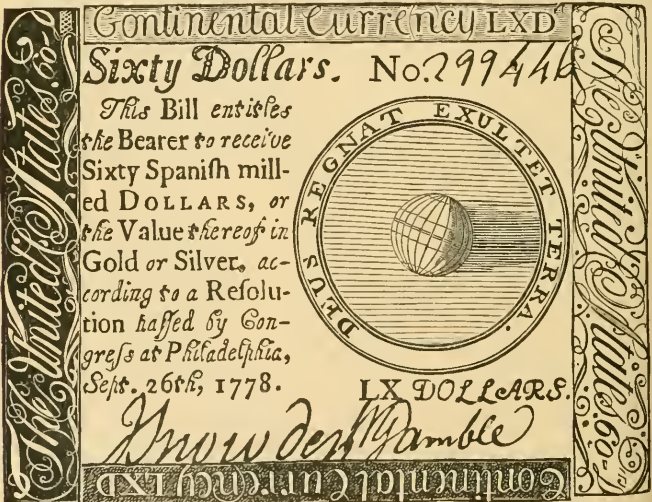 Continental Currency LXD
Sixty Dollars. No. 299446
This Bill entitles
the Bearer to receive
Sixty Spaniſh mill-
ed DOLLARS, or
the Value thereof in
Gold or Silver, ac-
cording to a Reſolu-
tion paſſed by Con-
greſs at Philadelphia,
Sept. 26th, 1778.
DEUS REGNAT EXULTET TERRA.
LX DOLLARS.
J Snowden W Gamble
The United States. 60-
The United States. 60-
Continental Currency LXD